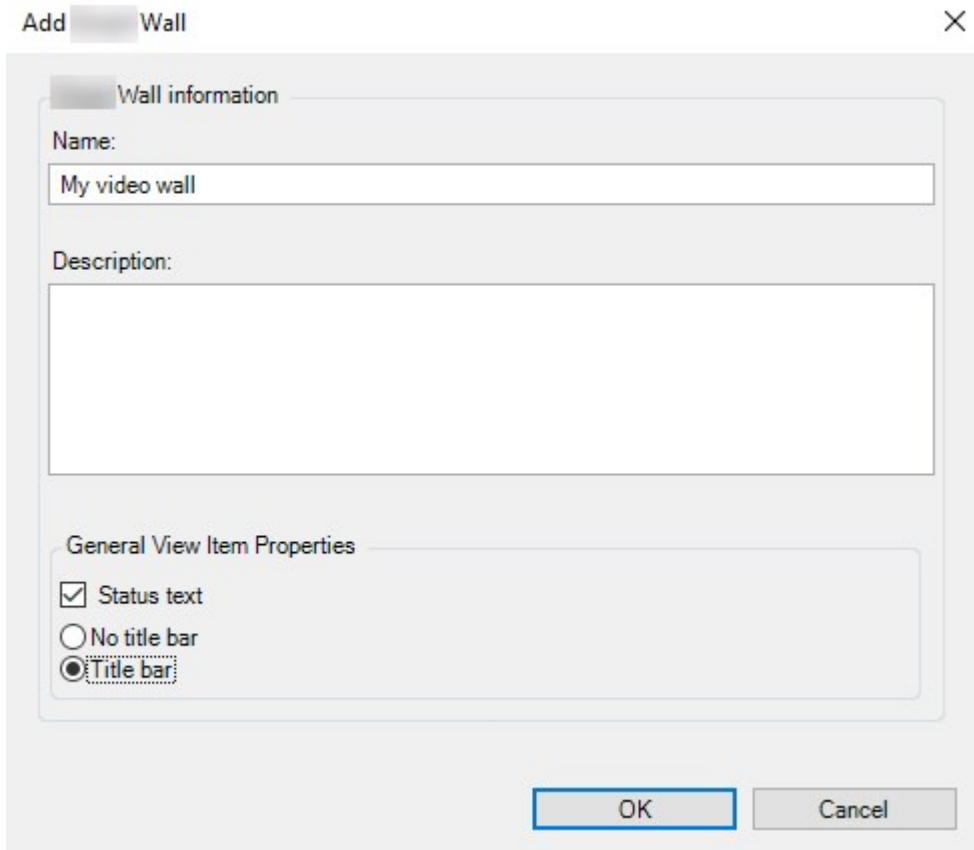 Add Wall
Wall information
Name:
My video wall
Description:
General View Item Properties
Status text
No title bar
Title bar
OK Cancel